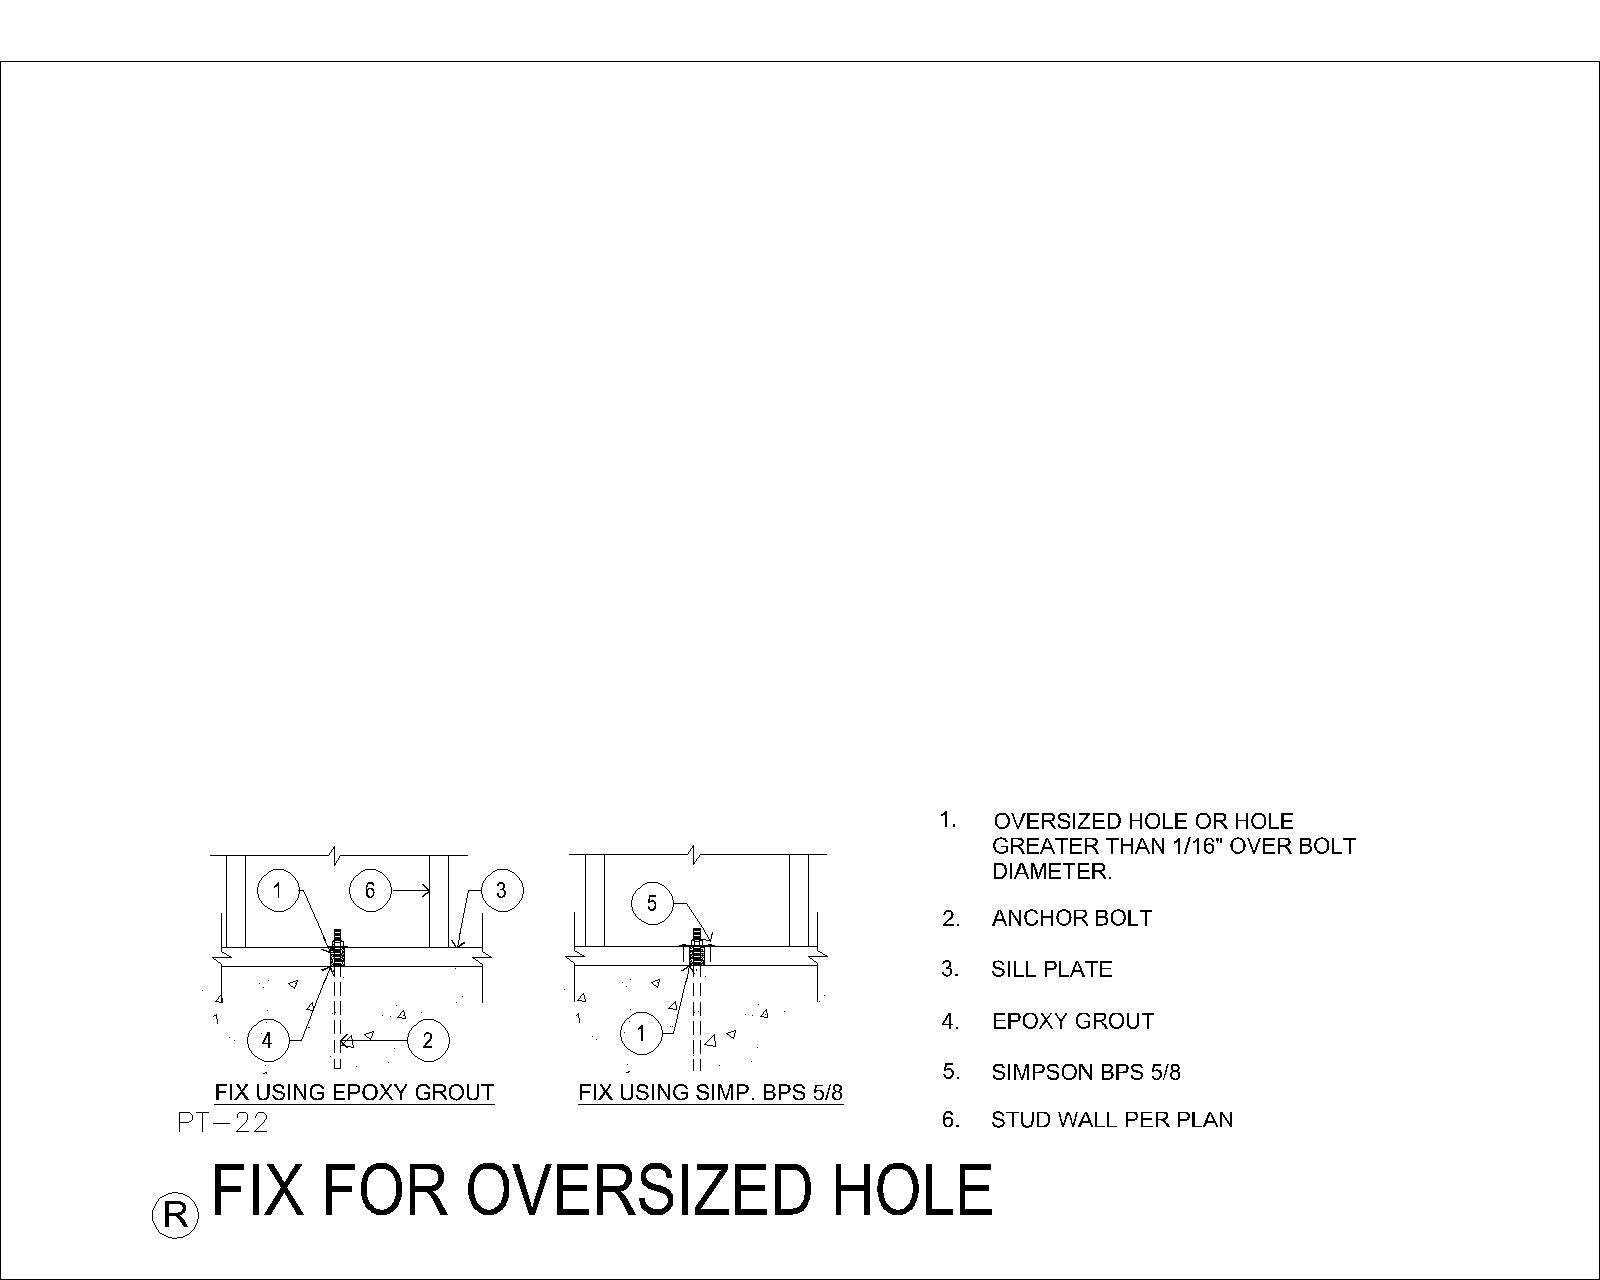 1
6
3
4
2
FIX USING EPOXY GROUT
5
1
FIX USING SIMP. BPS 5/8
1. OVERSIZED HOLE OR HOLE
GREATER THAN 1/16" OVER BOLT
DIAMETER.
2. ANCHOR BOLT
3. SILL PLATE
4. EPOXY GROUT
5. SIMPSON BPS 5/8
6. STUD WALL PER PLAN
PT-22
R FIX FOR OVERSIZED HOLE